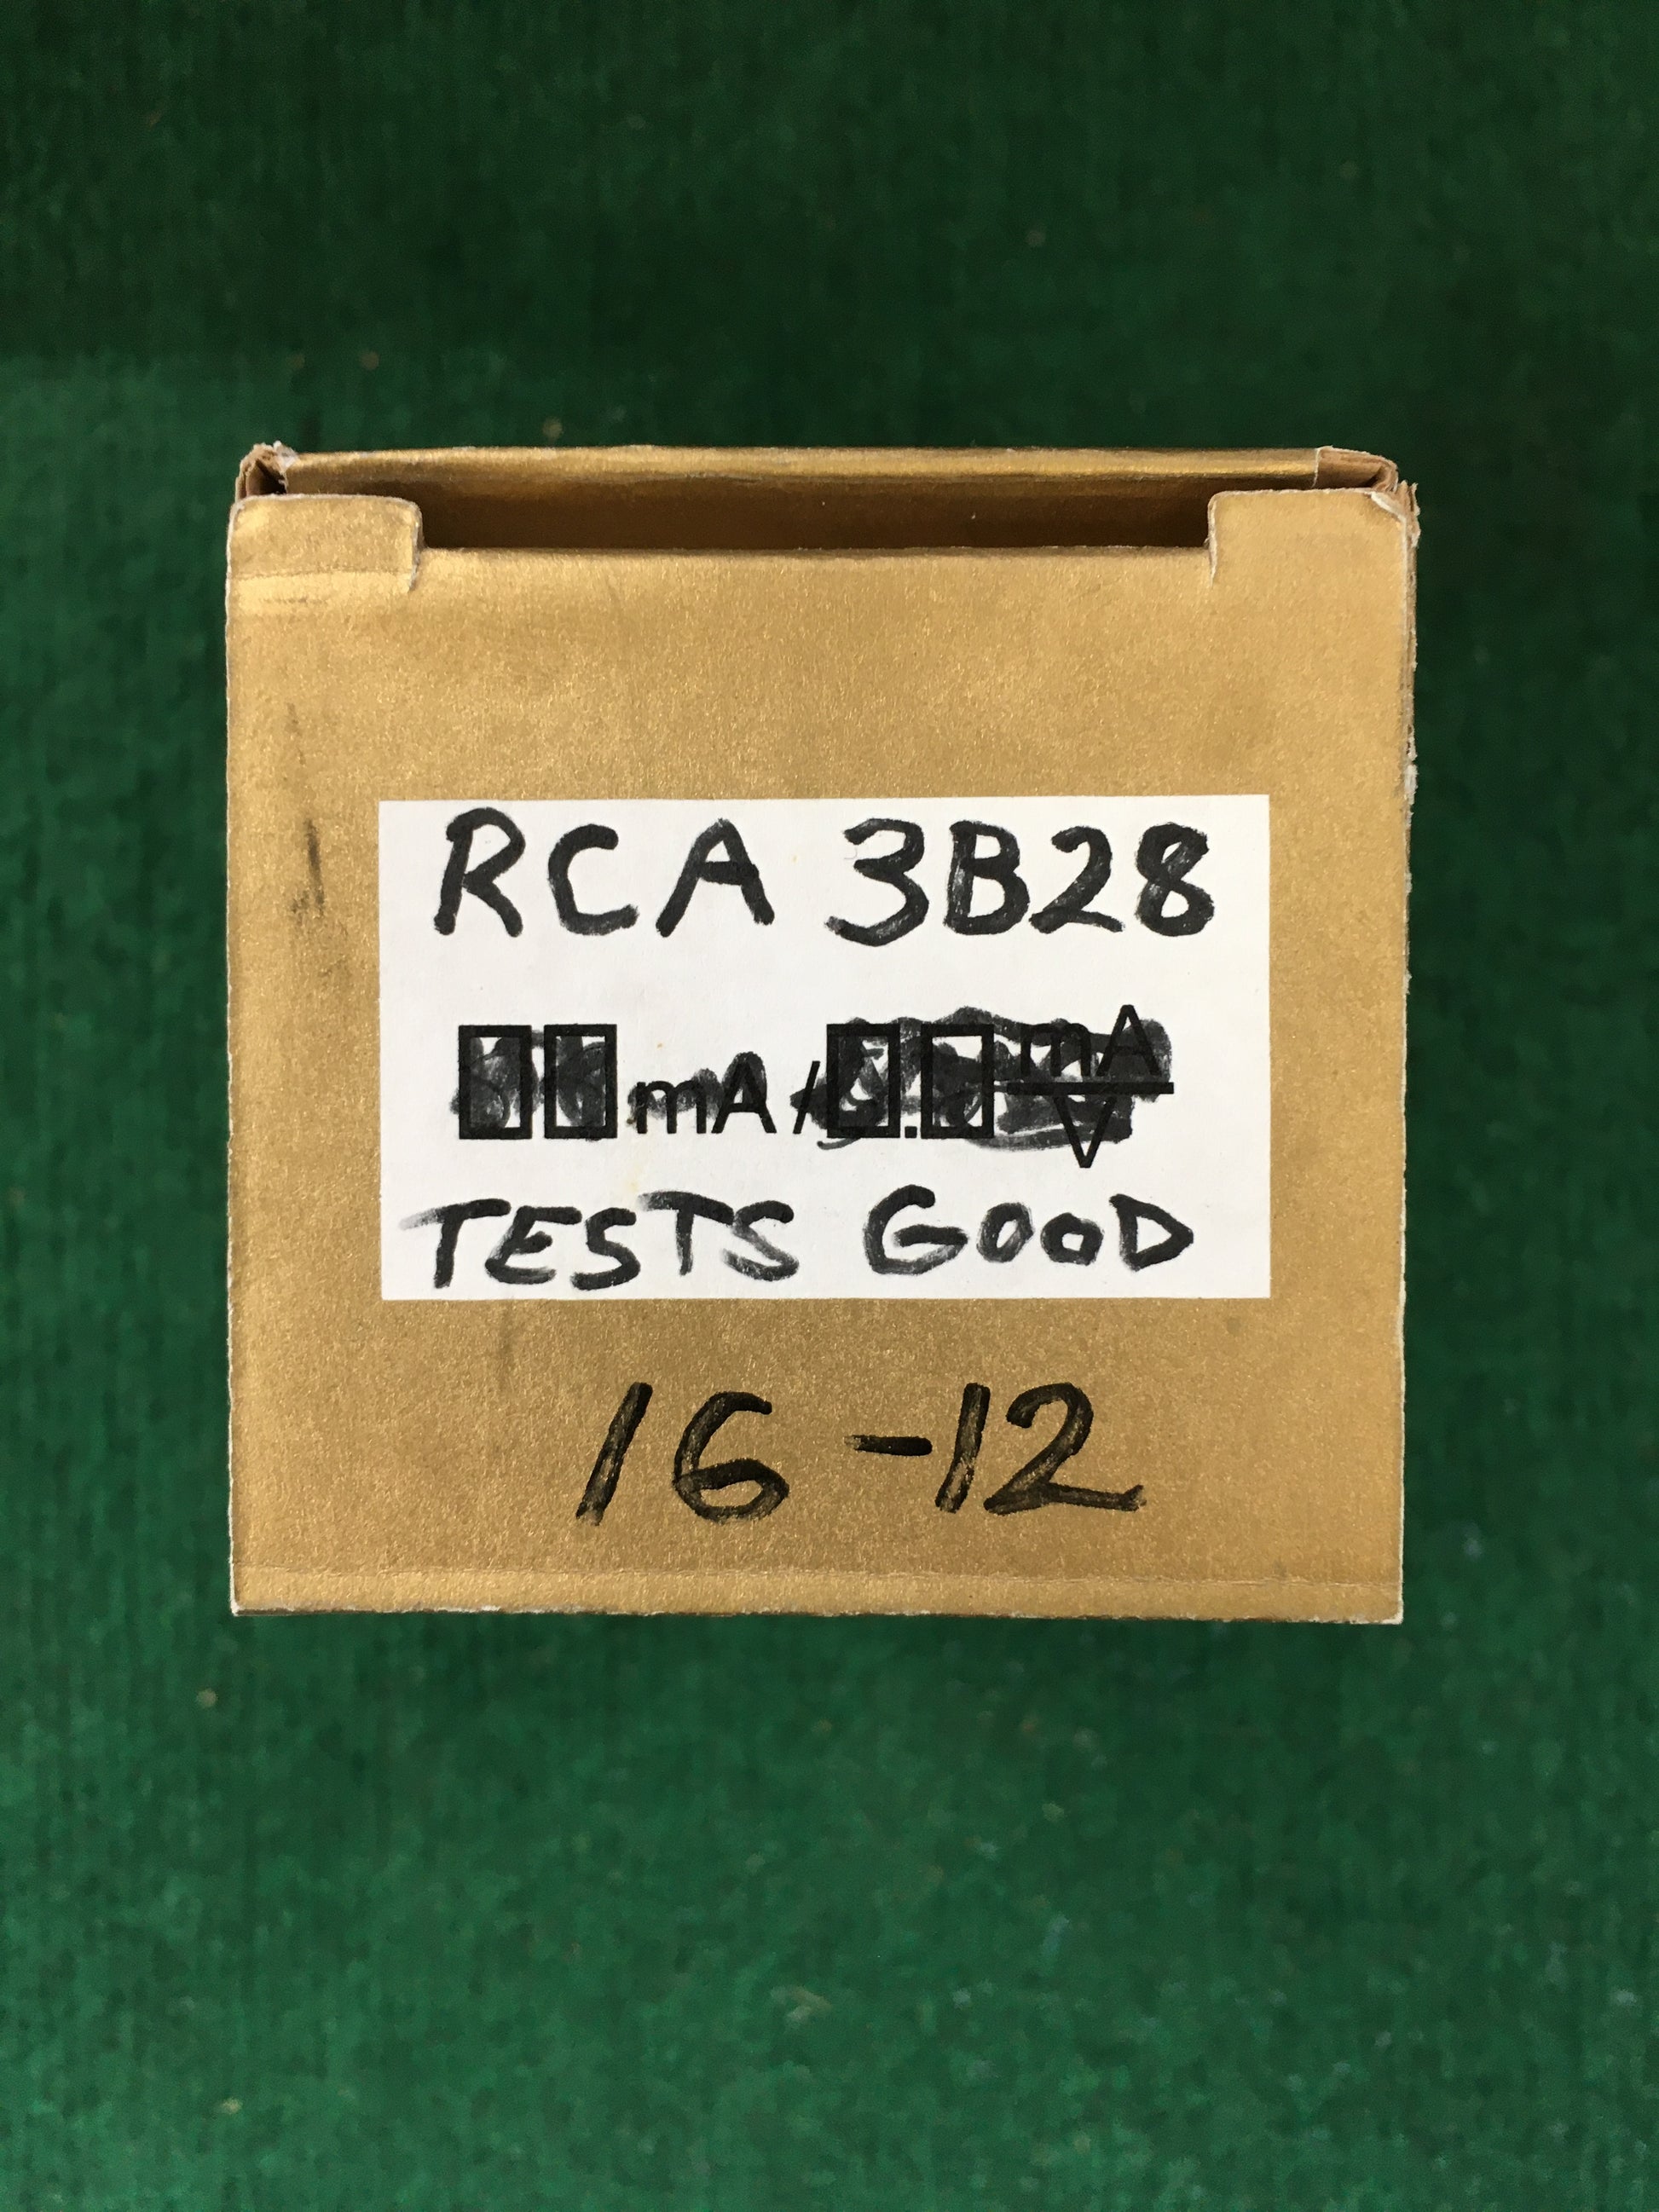 RCA 3B28
mA / . mA
V
TESTS GOOD
16-12